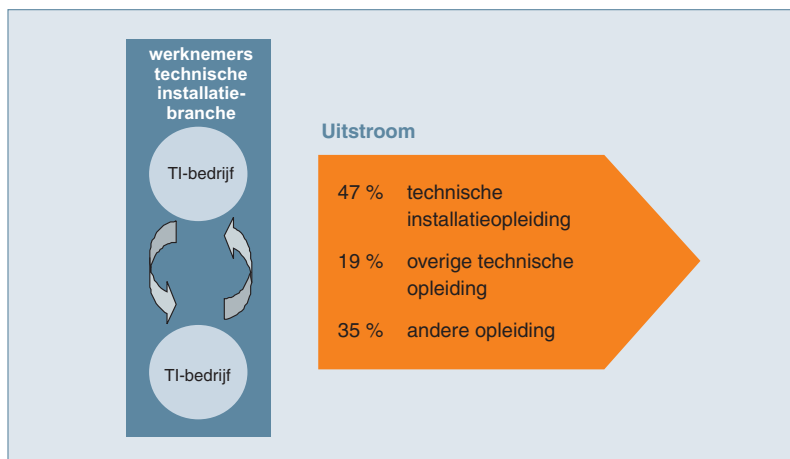 werknemers
technische
installatie-
branche
TI-bedrijf
TI-bedrijf
Uitstroom
47 % technische
installatieopleiding
19 % overige technische
opleiding
35 % andere opleiding